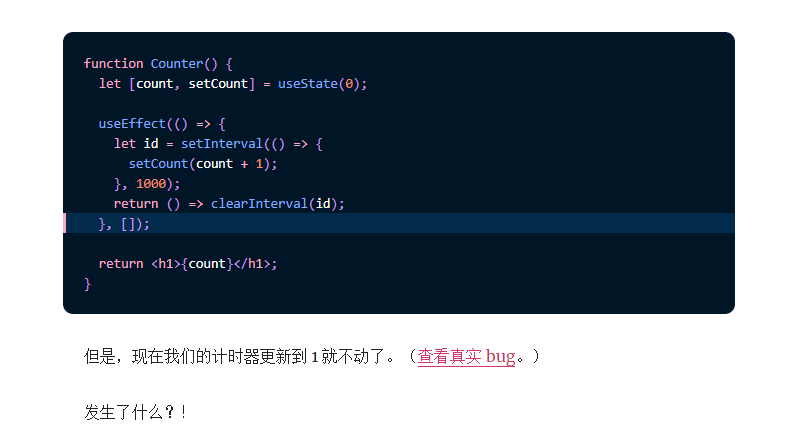 function Counter() {
  let [count, setCount] = useState(0);

  useEffect(() => {
    let id = setInterval(() => {
      setCount(count + 1);
    }, 1000);
    return () => clearInterval(id);
  }, []);

  return <h1>{count}</h1>;
}
但是，现在我们的计时器更新到 1 就不动了。（查看真实 bug。）
发生了什么？！